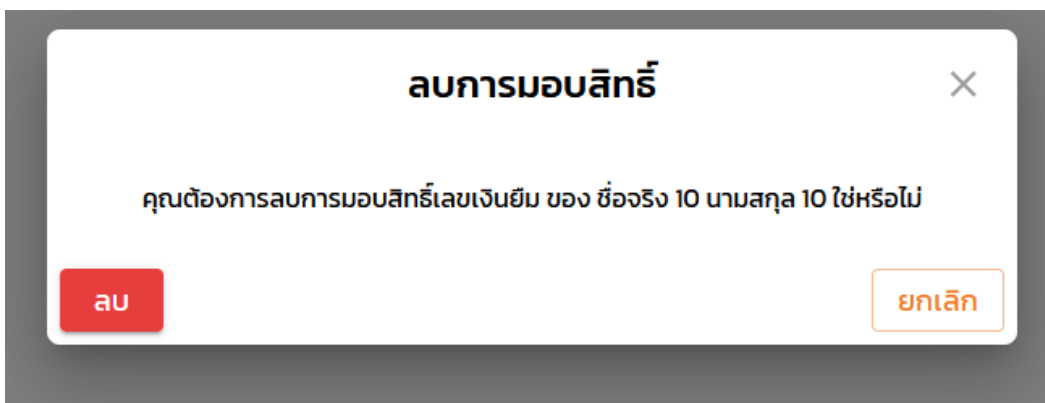 ลบการมอบสิทธิ์
คุณต้องการลบการมอบสิทธิ์เลขเงินยืม ของ ชื่อจริง 10 นามสกุล 10 ใช่หรือไม่
ลบ
ยกเลิก